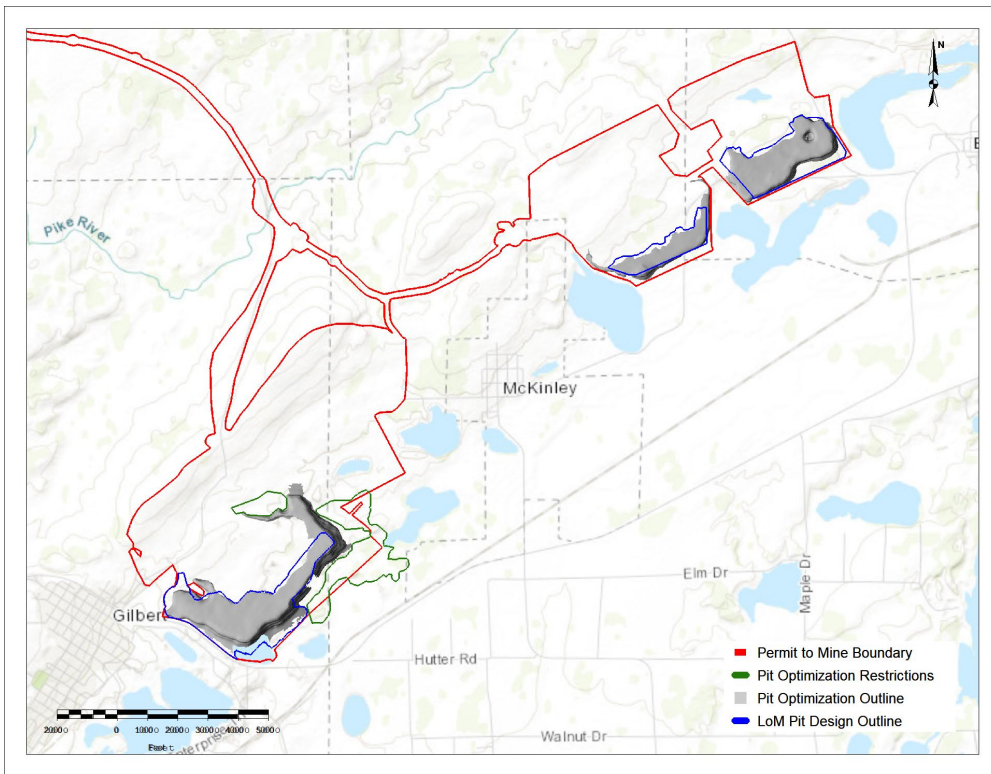 N
E
Pike River
McKinley
Gilbert
Elm Dr
Maple Dr
Hutter Rd
Walnut Dr
Permit to Mine Boundary
Pit Optimization Restrictions
Pit Optimization Outline
LoM Pit Design Outline
0